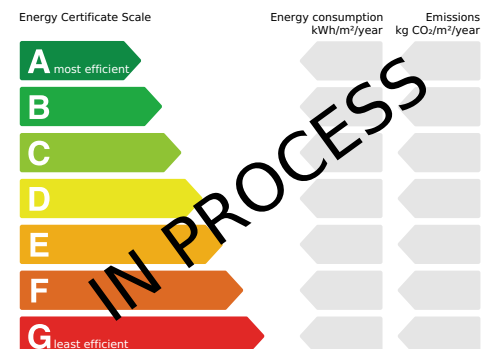 Energy Certificate Scale
Energy consumption
kWh/m²/year
Emissions
kg CO₂/m²/year
A most efficient
B
C
D
E
F
G least efficient
IN PROCESS